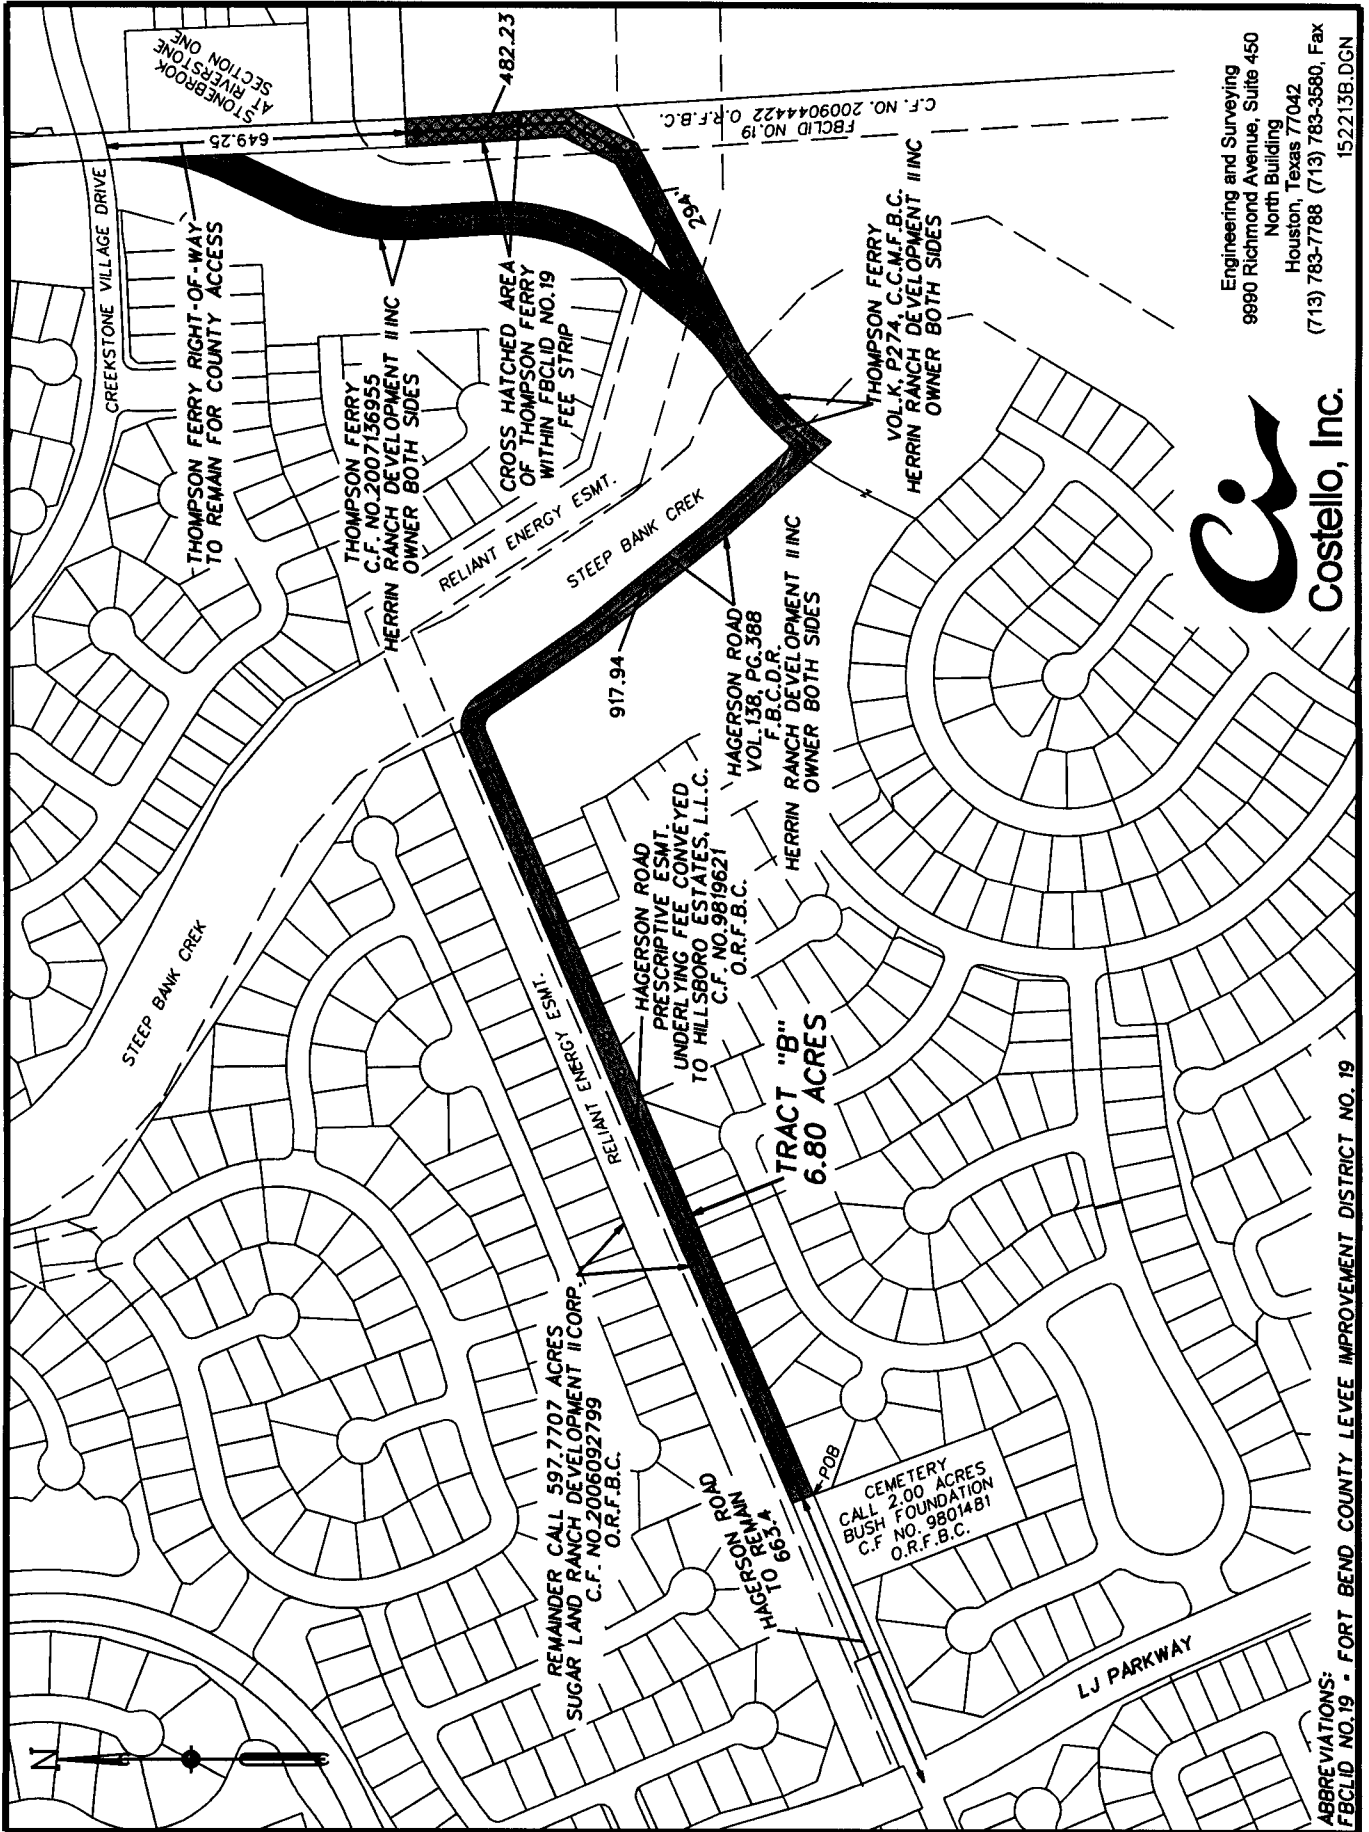 N
CREEKSTONE VILLAGE DRIVE
STONEBROOK
AT RIVERSTONE
SECTION ONE
649.25
482.23
THOMPSON FERRY RIGHT-OF-WAY
TO REMAIN FOR COUNTY ACCESS
THOMPSON FERRY
C.F. NO.2007136955
HERRIN RANCH DEVELOPMENT II INC
OWNER BOTH SIDES
CROSS HATCHED AREA
OF THOMPSON FERRY
WITHIN FBCLID NO.19
FEE STRIP
FBCLID NO.19
C.F. NO. 2009044422 O.R.F.B.C.
294'
RELIANT ENERGY ESMT.
STEEP BANK CREK
THOMPSON FERRY
VOL.K, P274, C.C.M.F.B.C.
HERRIN RANCH DEVELOPMENT II INC
OWNER BOTH SIDES
917.94
HAGERSON ROAD
VOL.138, PG.388
F.B.C.D.R.
HERRIN RANCH DEVELOPMENT II INC
OWNER BOTH SIDES
STEEP BANK CREK
RELIANT ENERGY ESMT.
HAGERSON ROAD
PRESCRIPTIVE ESMT.
UNDERLYING FEE CONVEYED
TO HILLSBORO ESTATES, L.L.C.
C.F. NO.9819621
O.R.F.B.C.
TRACT "B"
6.80 ACRES
REMAINDER CALL 597.7707 ACRES
SUGAR LAND RANCH DEVELOPMENT II CORP.
C.F. NO.2006092799
O.R.F.B.C.
HAGERSON ROAD
TO REMAIN
663.4
POB
CEMETERY
CALL 2.00 ACRES
BUSH FOUNDATION
C.F NO. 9801481
O.R.F.B.C.
LJ PARKWAY
Ci
Costello, Inc.
Engineering and Surveying
9990 Richmond Avenue, Suite 450
North Building
Houston, Texas 77042
(713) 783-7788 (713) 783-3580, Fax
152213B.DGN
ABBREVIATIONS:
FBCLID NO.19 - FORT BEND COUNTY LEVEE IMPROVEMENT DISTRICT NO. 19